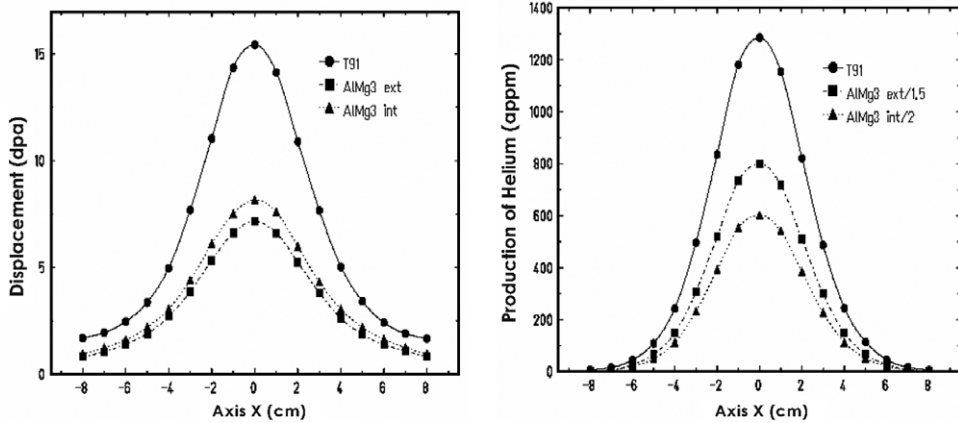 Displacement (dpa)
15
10
5
0
T91
AlMg3 ext
AlMg3 int
-8 -6 -4 -2 0 2 4 6 8
Axis X (cm)
Production of Helium (appm)
1400
1200
1000
800
600
400
200
0
T91
AlMg3 ext/1,5
AlMg3 int/2
-8 -6 -4 -2 0 2 4 6 8
Axis X (cm)